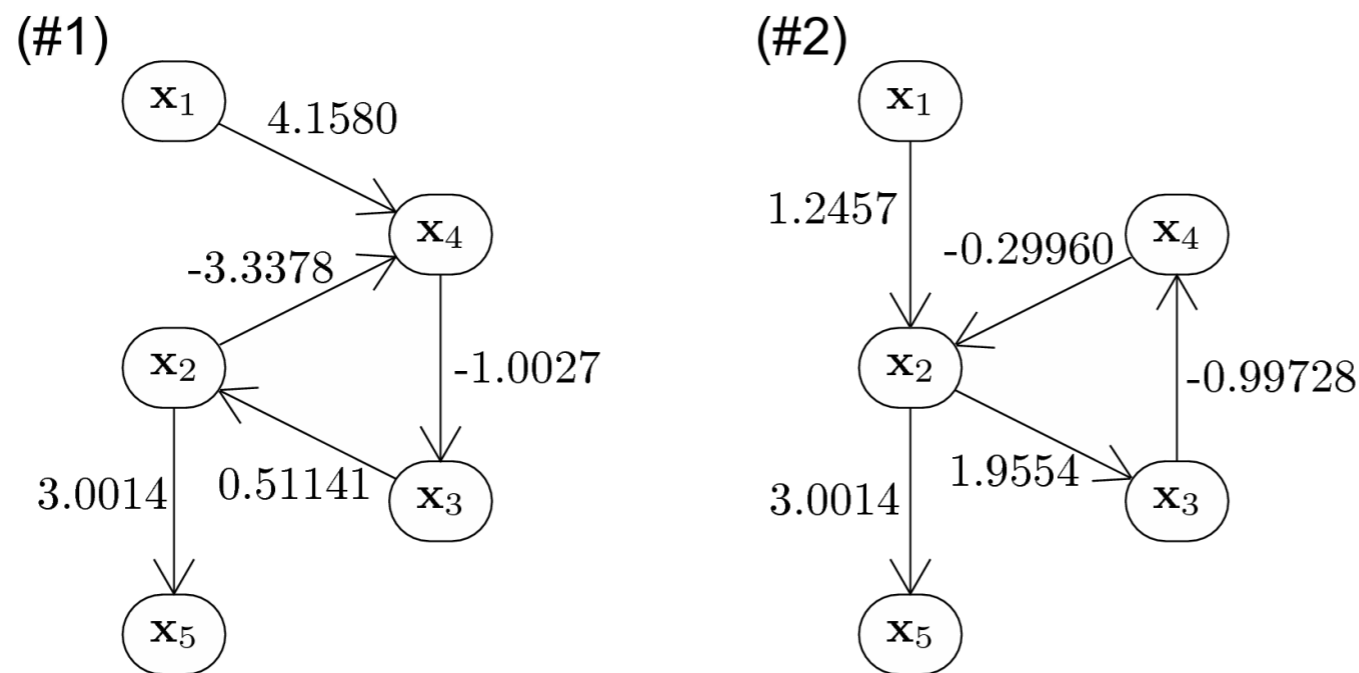 (#1)
x₁
4.1580
x₄
-3.3378
x₂
-1.0027
3.0014
0.51141
x₃
x₅
(#2)
x₁
1.2457
-0.29960
x₄
x₂
-0.99728
3.0014
1.9554
x₃
x₅